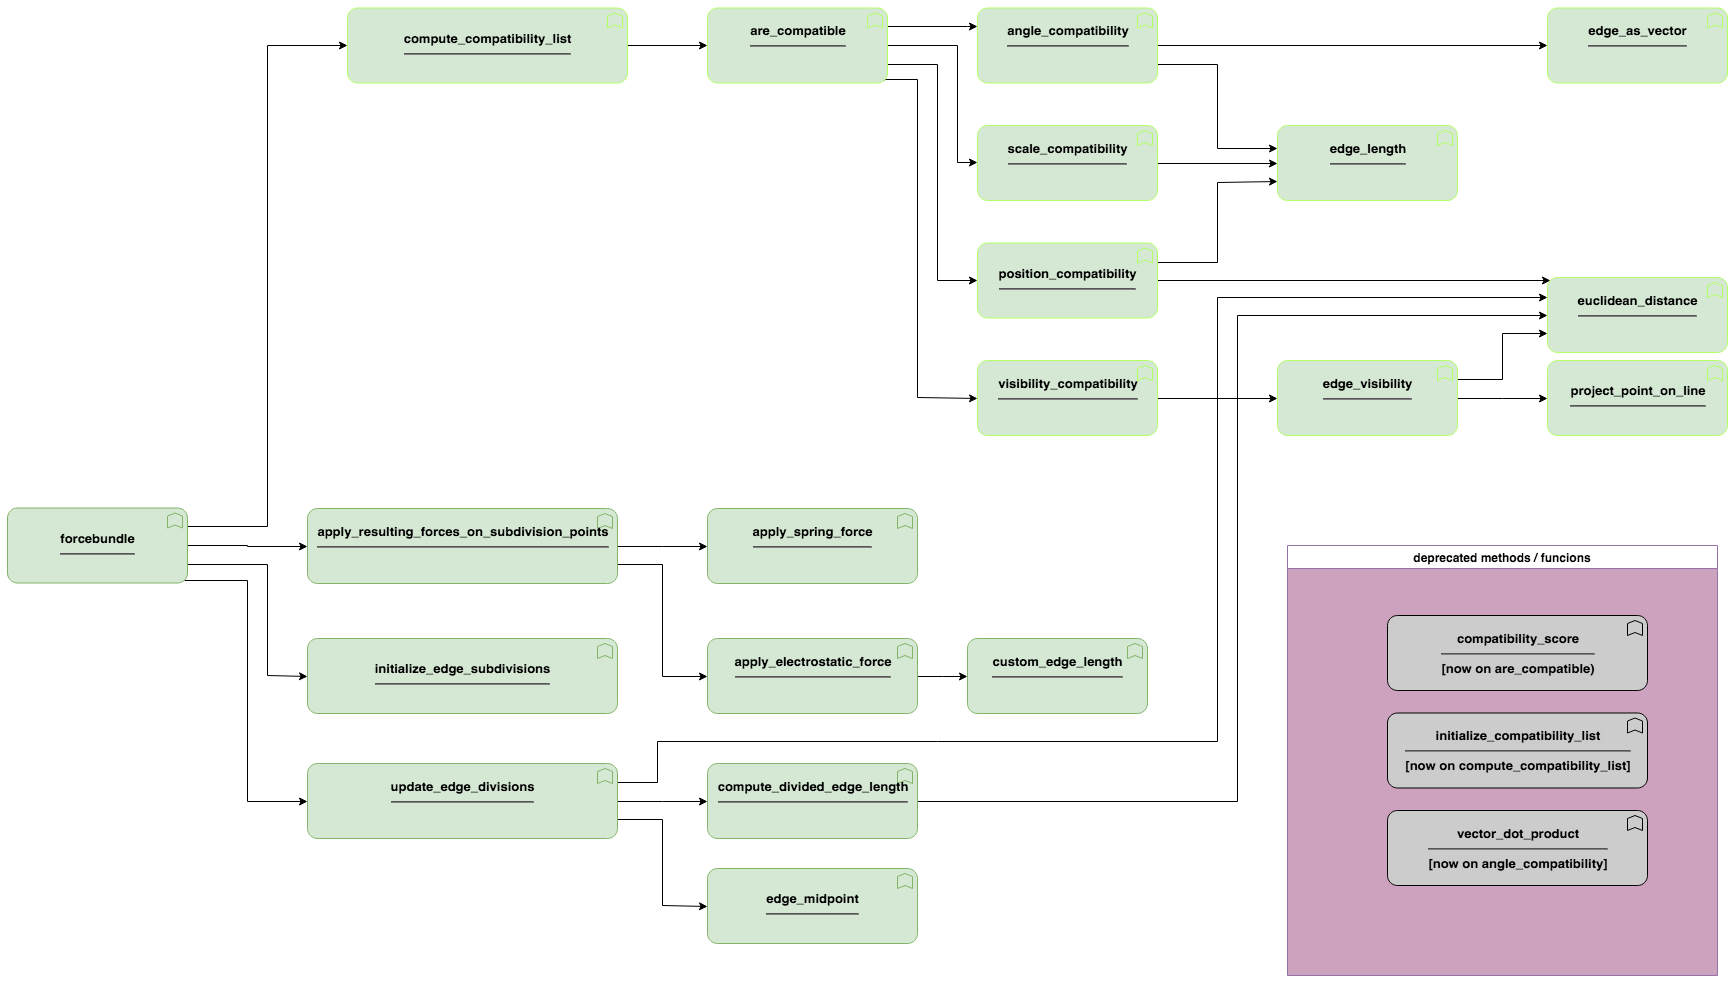 compute_compatibility_list
are_compatible
angle_compatibility
edge_as_vector
scale_compatibility
edge_length
position_compatibility
euclidean_distance
visibility_compatibility
edge_visibility
project_point_on_line
forcebundle
apply_resulting_forces_on_subdivision_points
apply_spring_force
initialize_edge_subdivisions
apply_electrostatic_force
custom_edge_length
update_edge_divisions
compute_divided_edge_length
edge_midpoint
deprecated methods / funcions
compatibility_score
[now on are_compatible)
initialize_compatibility_list
[now on compute_compatibility_list]
vector_dot_product
[now on angle_compatibility]